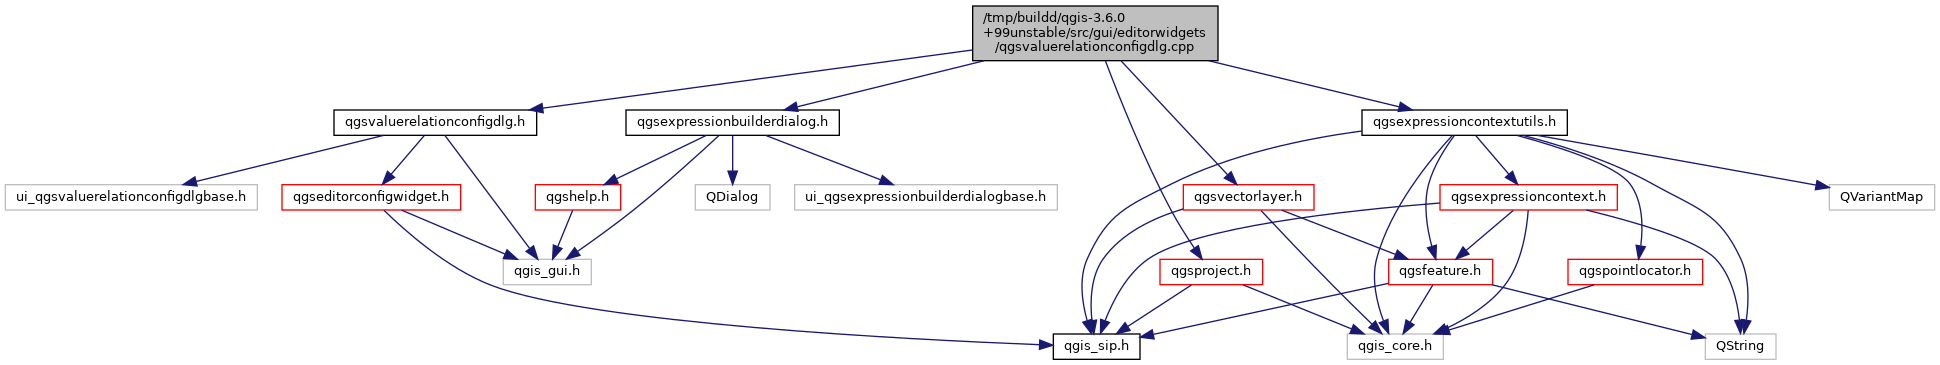 /tmp/buildd/qgis-3.6.0
+99unstable/src/gui/editorwidgets
/qgsvaluerelationconfigdlg.cpp
qgsvaluerelationconfigdlg.h
qgsexpressionbuilderdialog.h
qgsexpressioncontextutils.h
ui_qgsvaluerelationconfigdlgbase.h
qgseditorconfigwidget.h
qgshelp.h
QDialog
ui_qgsexpressionbuilderdialogbase.h
qgsvectorlayer.h
qgsexpressioncontext.h
QVariantMap
qgis_gui.h
qgsproject.h
qgsfeature.h
qgspointlocator.h
qgis_sip.h
qgis_core.h
QString